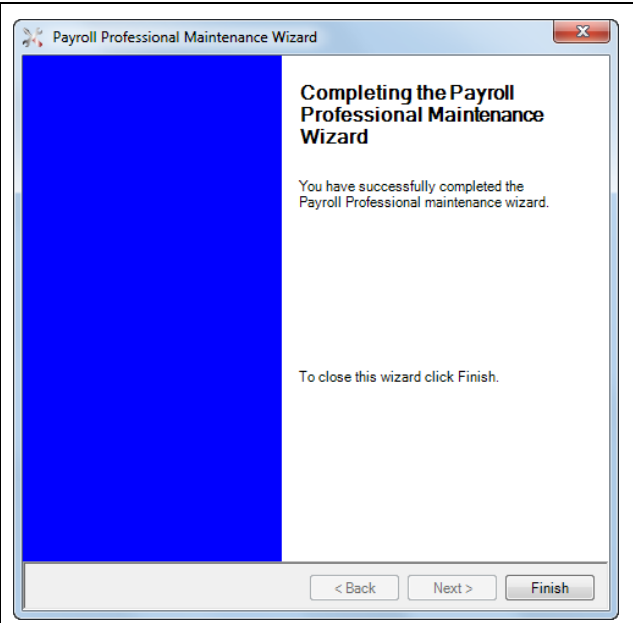 Payroll Professional Maintenance Wizard
Completing the Payroll
Professional Maintenance
Wizard
You have successfully completed the
Payroll Professional maintenance wizard.
To close this wizard click Finish.
< Back
Next >
Finish